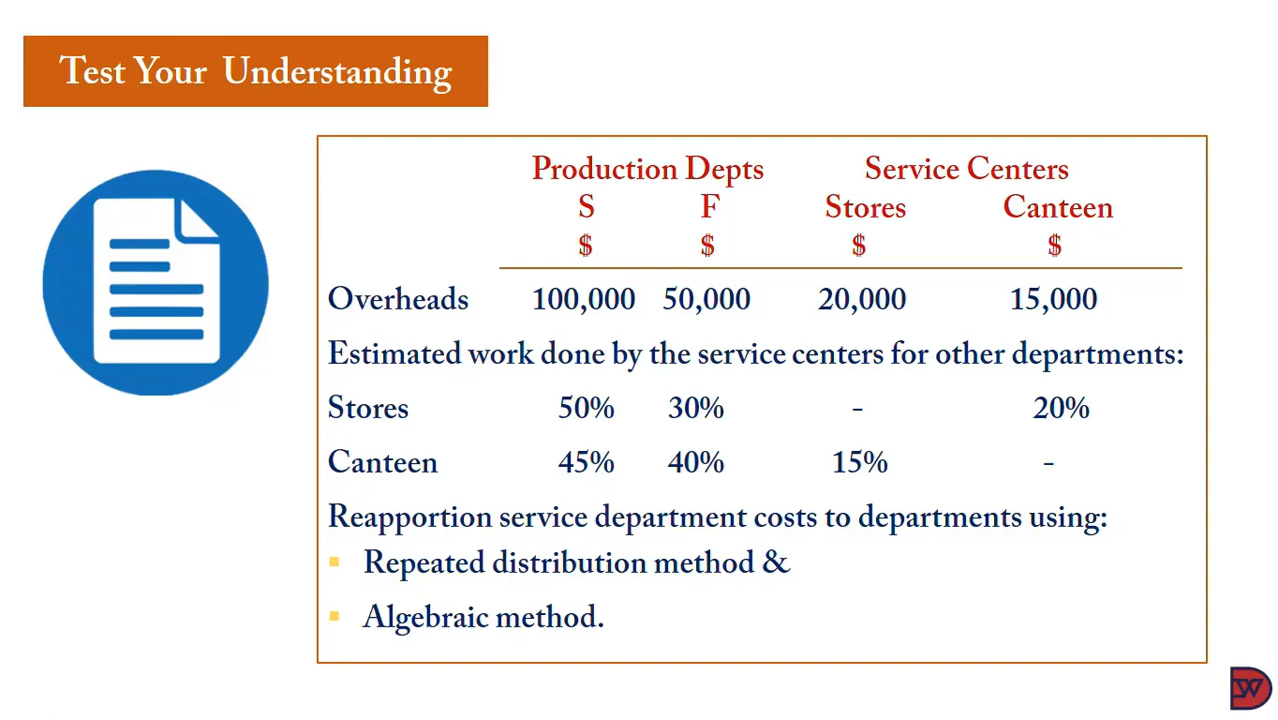 Test Your Understanding
Production Depts Service Centers
S F Stores Canteen
$ $ $ $
Overheads 100,000 50,000 20,000 15,000
Estimated work done by the service centers for other departments:
Stores 50% 30% - 20%
Canteen 45% 40% 15% -
Reapportion service department costs to departments using:
▪ Repeated distribution method &
▪ Algebraic method.
DW